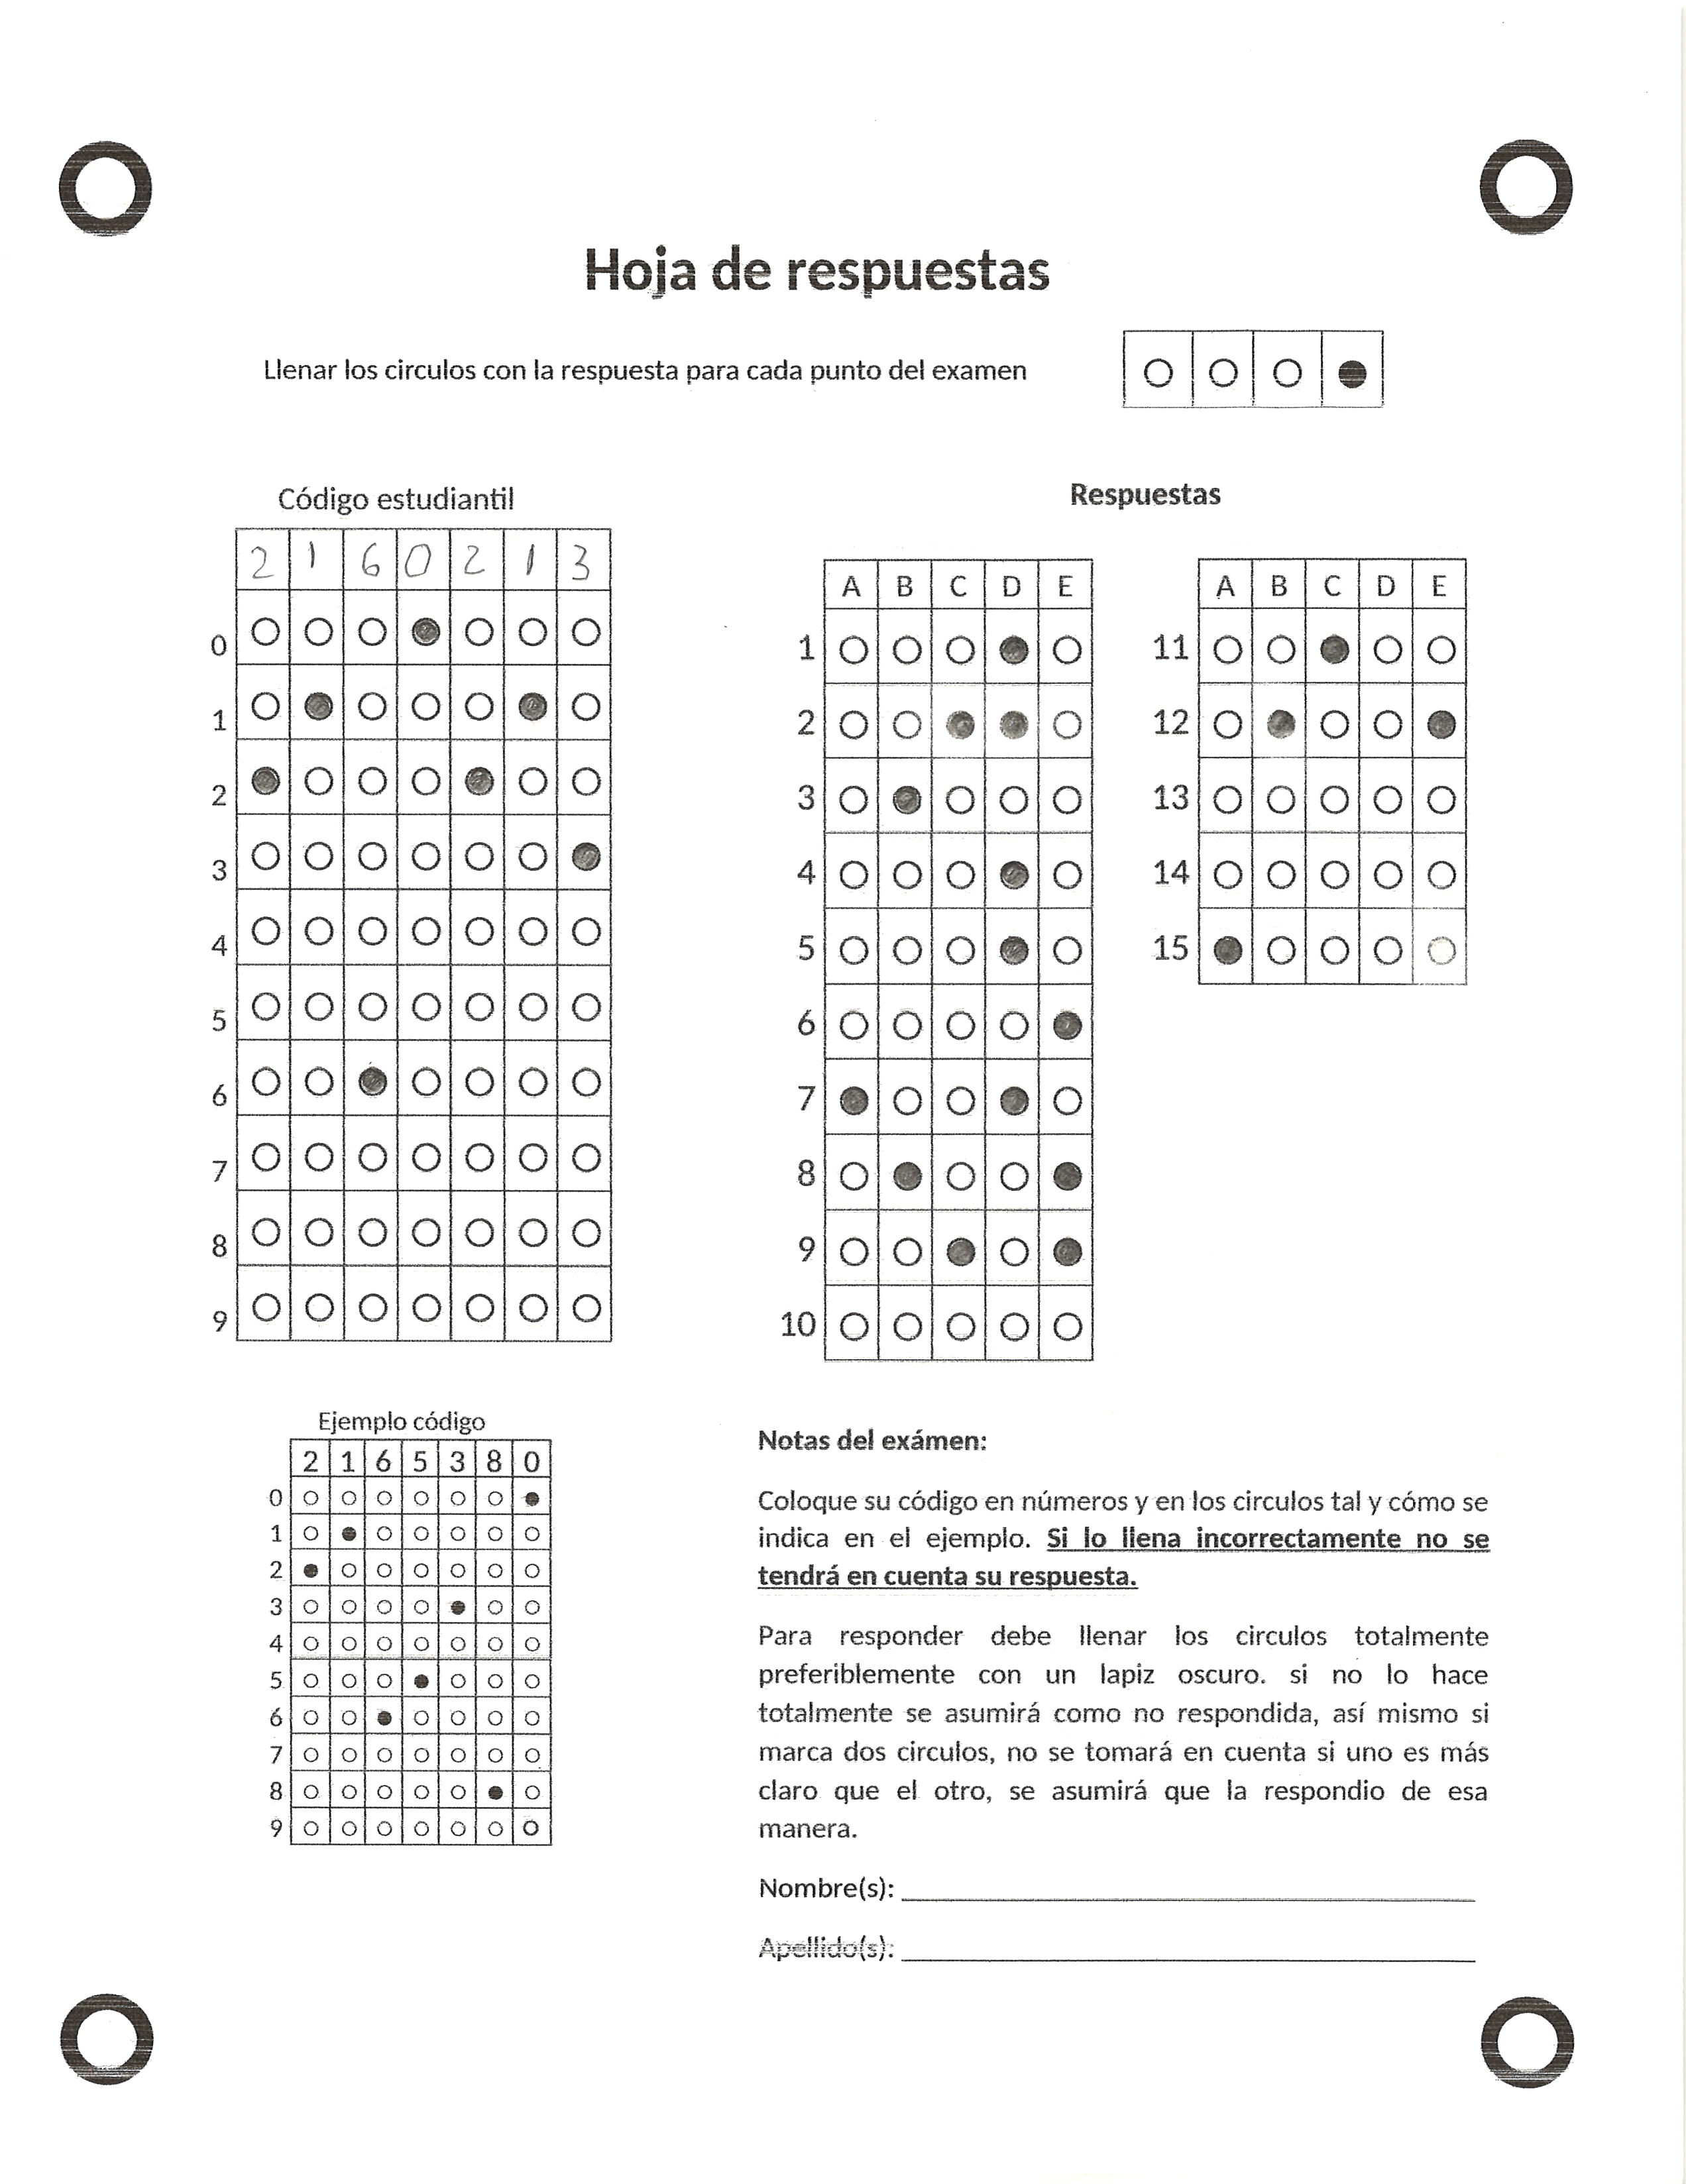 Hoja de respuestas
Llenar los circulos con la respuesta para cada punto del examen
Código estudiantil
2 1 6 0 2 1 3
0
1
2
3
4
5
6
7
8
9
Respuestas
A B C D E
1
2
3
4
5
6
7
8
9
10
A B C D E
11
12
13
14
15
Ejemplo código
2 1 6 5 3 8 0
0
1
2
3
4
5
6
7
8
9
Notas del exámen:
Coloque su código en números y en los circulos tal y cómo se
indica en el ejemplo. Si lo llena incorrectamente no se
tendrá en cuenta su respuesta.
Para responder debe llenar los circulos totalmente
preferiblemente con un lapiz oscuro. si no lo hace
totalmente se asumirá como no respondida, así mismo si
marca dos circulos, no se tomará en cuenta si uno es más
claro que el otro, se asumirá que la respondio de esa
manera.
Nombre(s):
Apellido(s):